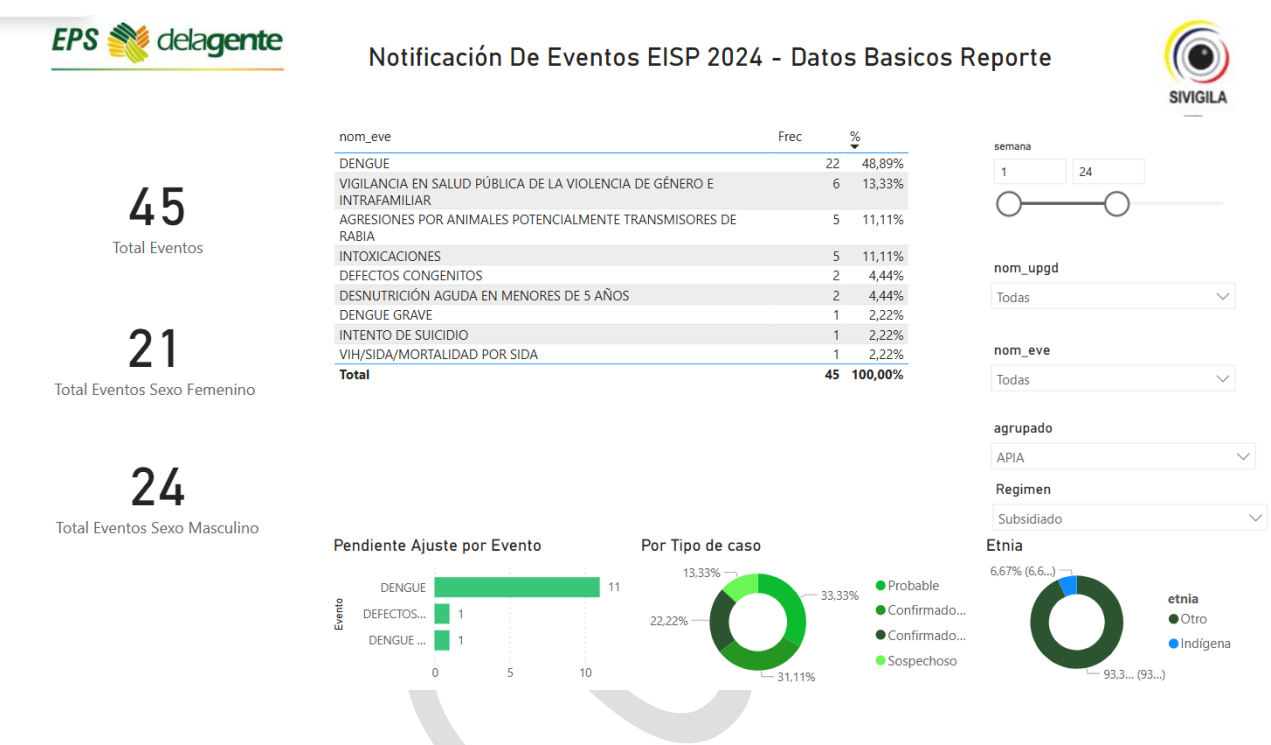 EPS delagente
Notificación De Eventos EISP 2024 - Datos Basicos Reporte
SIVIGILA
45
Total Eventos
21
Total Eventos Sexo Femenino
24
Total Eventos Sexo Masculino
nom_eve Frec %
DENGUE 22 48,89%
VIGILANCIA EN SALUD PÚBLICA DE LA VIOLENCIA DE GÉNERO E 6 13,33%
INTRAFAMILIAR
AGRESIONES POR ANIMALES POTENCIALMENTE TRANSMISORES DE 5 11,11%
RABIA
INTOXICACIONES 5 11,11%
DEFECTOS CONGENITOS 2 4,44%
DESNUTRICIÓN AGUDA EN MENORES DE 5 AÑOS 2 4,44%
DENGUE GRAVE 1 2,22%
INTENTO DE SUICIDIO 1 2,22%
VIH/SIDA/MORTALIDAD POR SIDA 1 2,22%
Total 45 100,00%
semana
1 24
nom_upgd
Todas
nom_eve
Todas
agrupado
APIA
Regimen
Subsidiado
Pendiente Ajuste por Evento
Evento
DENGUE 11
DEFECTOS... 1
DENGUE ... 1
0 5 10
Por Tipo de caso
13,33%
33,33%
22,22%
31,11%
Probable
Confirmado...
Confirmado...
Sospechoso
Etnia
6,67% (6,6...)
93,3... (93...)
etnia
Otro
Indígena